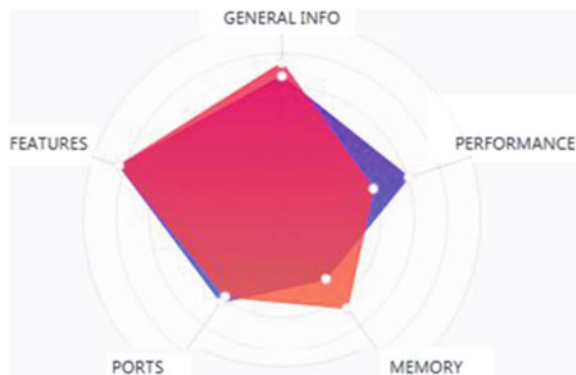 GENERAL INFO
FEATURES
PERFORMANCE
PORTS
MEMORY